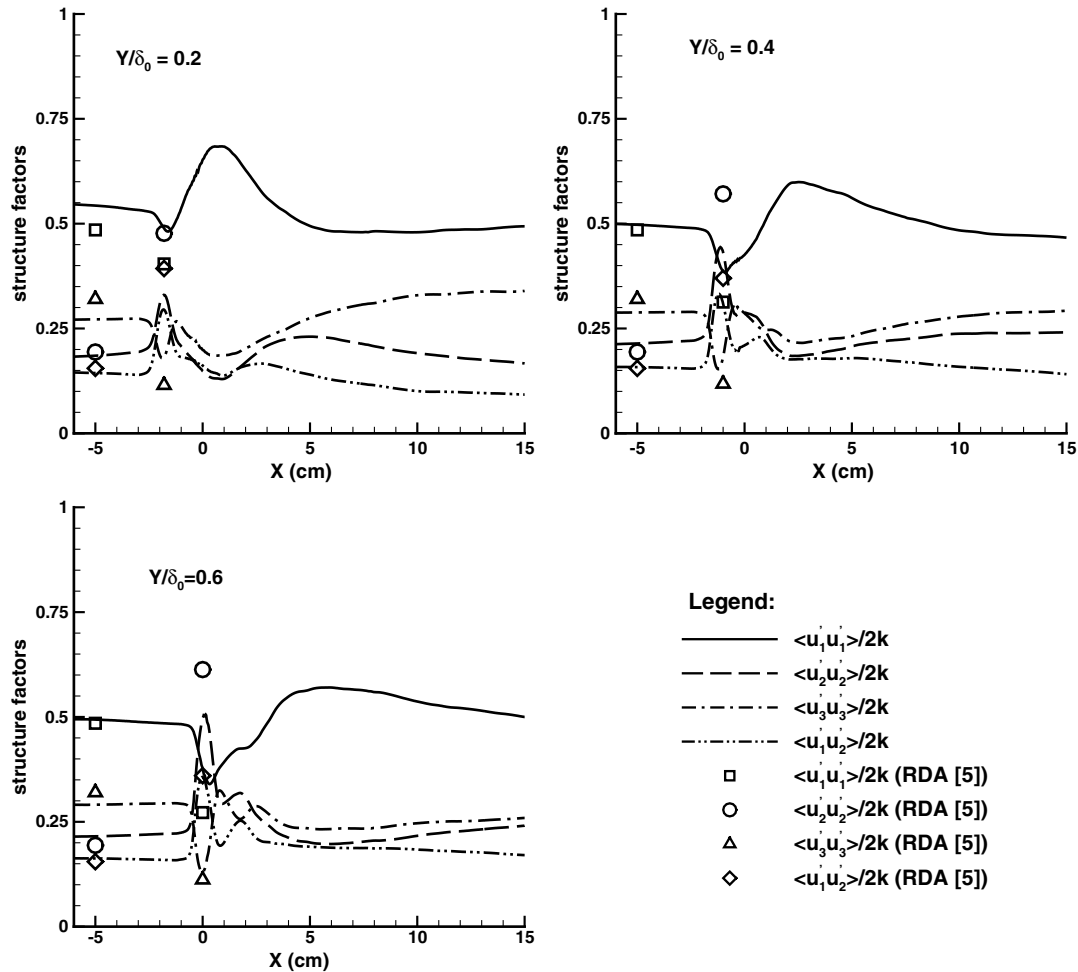 1
Y/δ0 = 0.2
0.75
structure factors
0.5
0.25
0
-5 0 5 10 15
X (cm)
1
Y/δ0 = 0.4
0.75
structure factors
0.5
0.25
0
-5 0 5 10 15
X (cm)
1
Y/δ0=0.6
0.75
structure factors
0.5
0.25
0
-5 0 5 10 15
X (cm)
Legend:
<u'1u'1>/2k
<u'2u'2>/2k
<u'3u'3>/2k
<u'1u'2>/2k
<u'1u'1>/2k (RDA [5])
<u'2u'2>/2k (RDA [5])
<u'3u'3>/2k (RDA [5])
<u'1u'2>/2k (RDA [5])